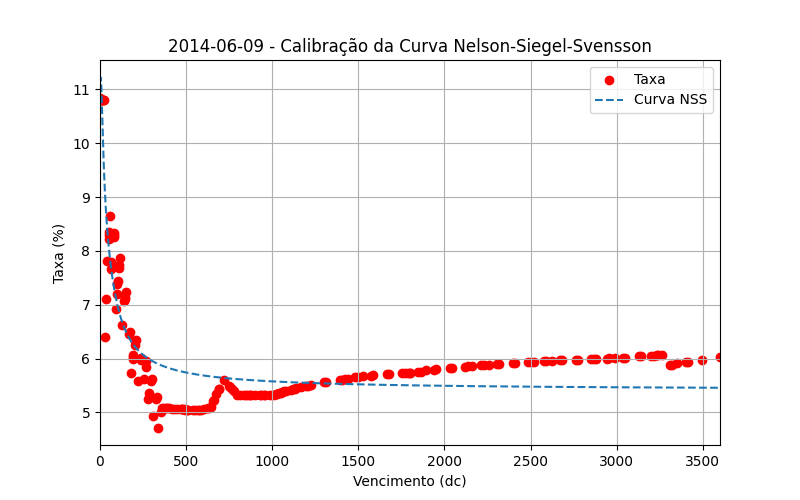 2014-06-09 - Calibração da Curva Nelson-Siegel-Svensson
Taxa
Curva NSS
Taxa (%)
11
10
9
8
7
6
5
0 500 1000 1500 2000 2500 3000 3500
Vencimento (dc)